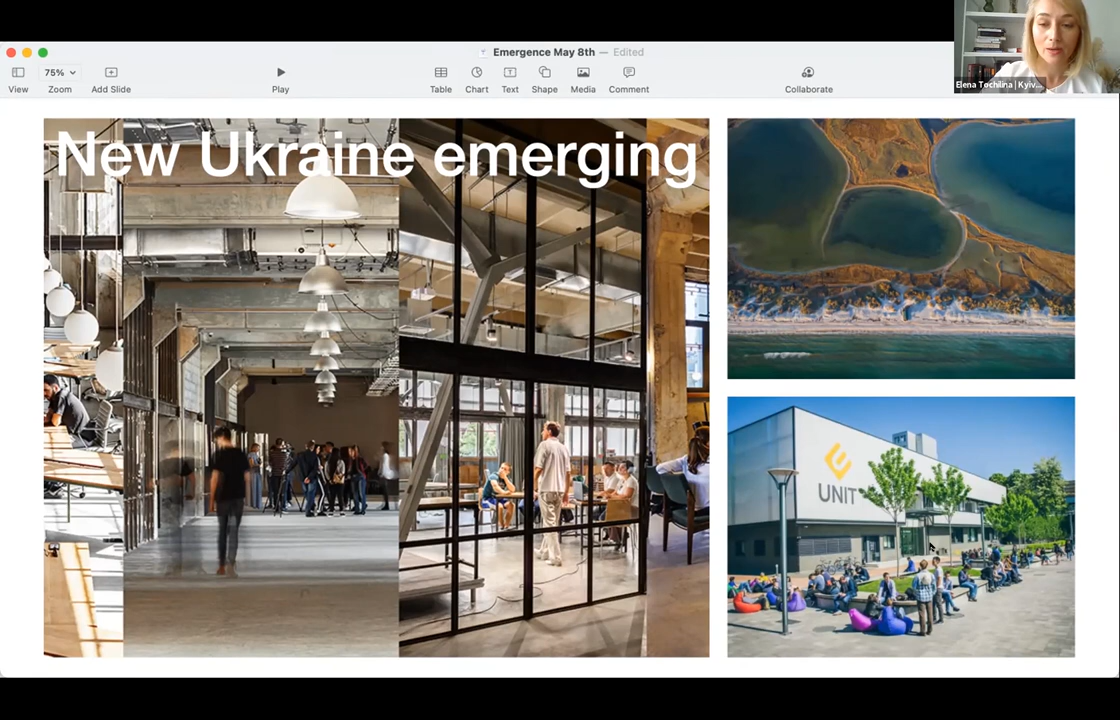 Emergence May 8th — Edited
75%
View
Zoom
Add Slide
Play
Table
Chart
Text
Shape
Media
Comment
Collaborate
Elena Tochilina | Kyiv...
New Ukraine emerging
UNIT